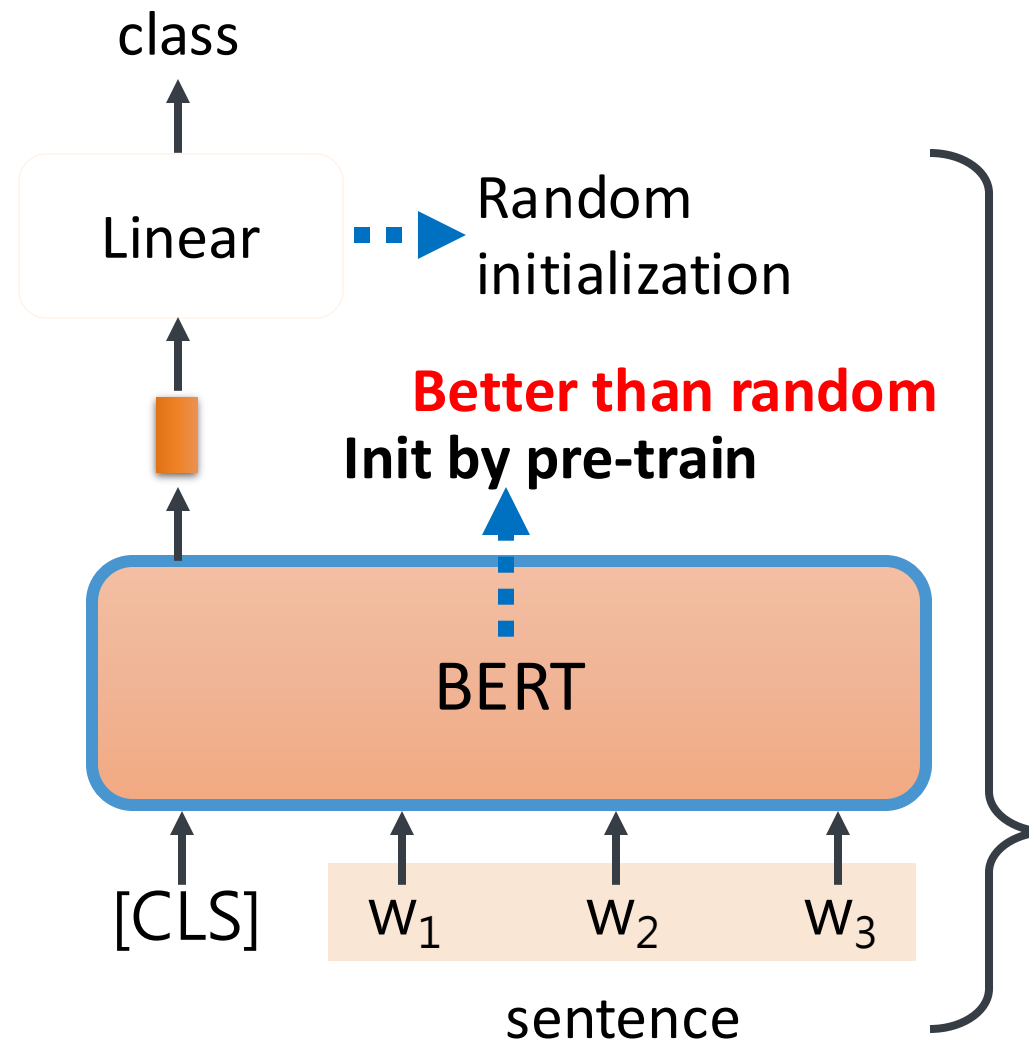 class
Linear
Random
initialization
Better than random
Init by pre-train
BERT
[CLS] w₁ w₂ w₃
sentence